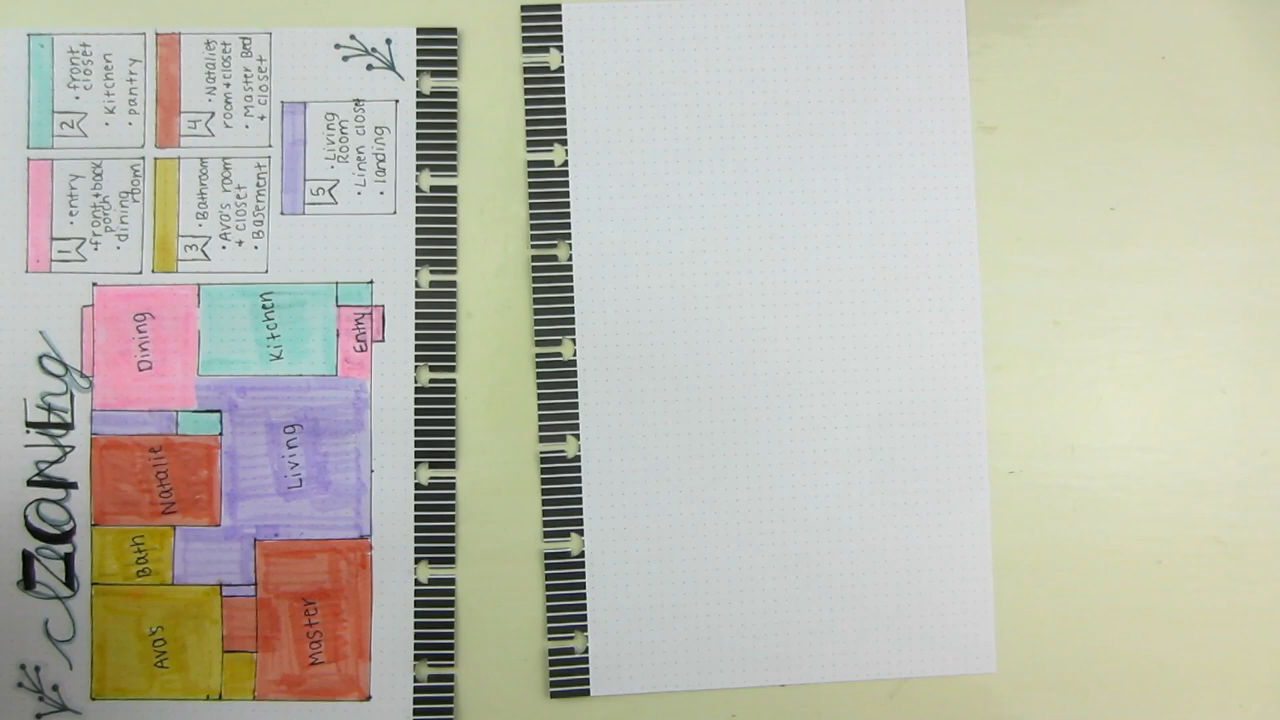 cleaning
1
• entry
• front + back
porch
• dining
room
2
• front
closet
• Kitchen
• pantry
3
• Bathroom
• Ava's room
+ closet
• Basement
4
• Natalies
room + closet
• Master Bed
+ closet
5
• Living
Room
• Linen closet
• landing
Dining
Kitchen
Entry
Natalie
Living
Bath
Ava's
Master